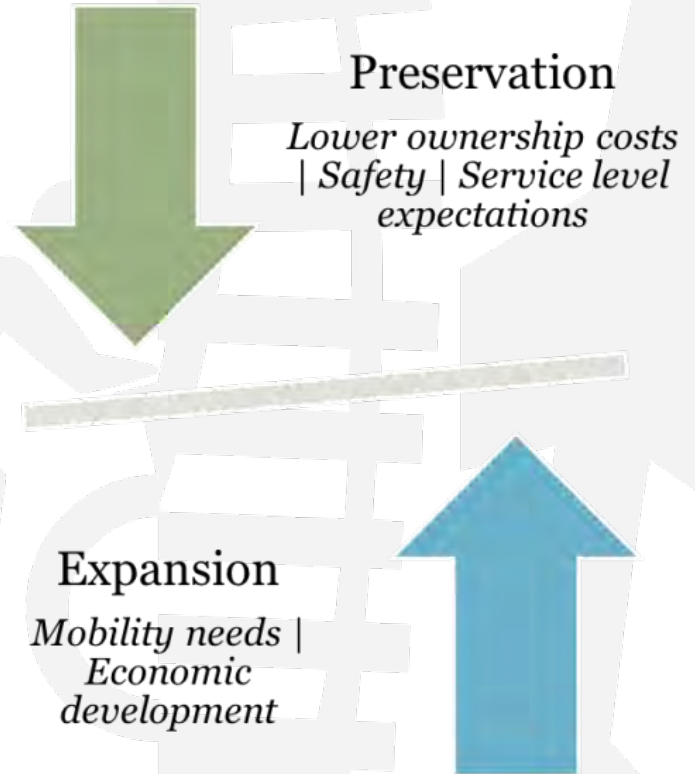 Preservation
Lower ownership costs
| Safety | Service level
expectations
Expansion
Mobility needs |
Economic
development